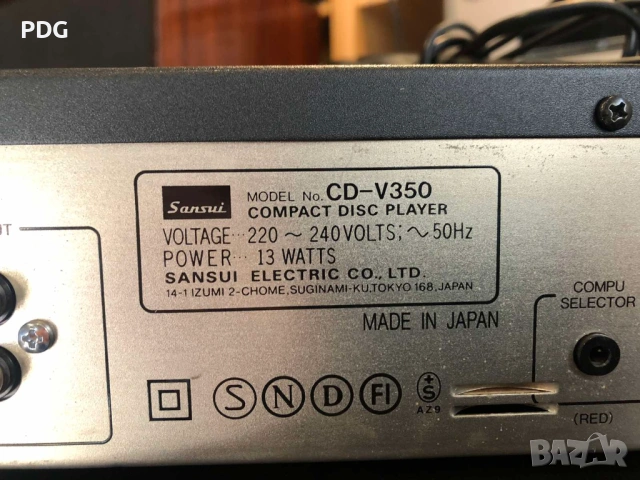 PDG
Sansui MODEL No. CD-V350
COMPACT DISC PLAYER
VOLTAGE ··· 220 ~ 240 VOLTS; ~ 50Hz
POWER ··· 13 WATTS
SANSUI ELECTRIC CO., LTD.
14-1 IZUMI 2-CHOME, SUGINAMI-KU, TOKYO 168, JAPAN
MADE IN JAPAN
COMPU
SELECTOR
(RED)
S N D FI +S
AZ9
BAZAR